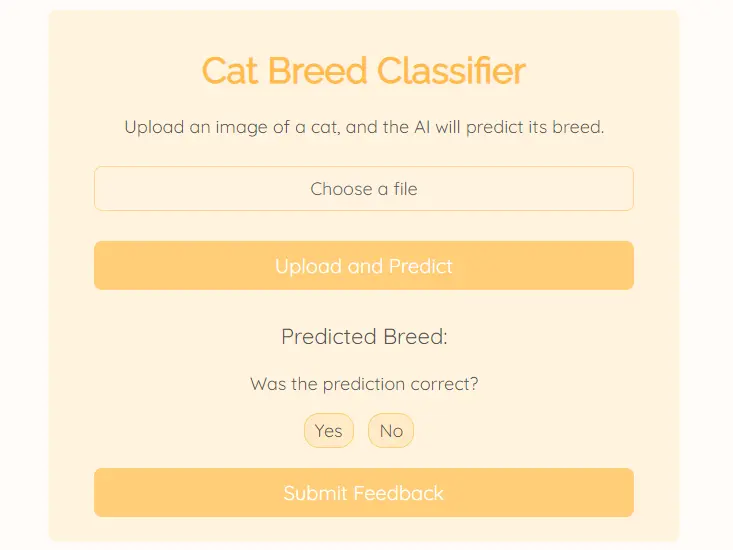 Cat Breed Classifier
Upload an image of a cat, and the AI will predict its breed.
Choose a file
Upload and Predict
Predicted Breed:
Was the prediction correct?
Yes No
Submit Feedback